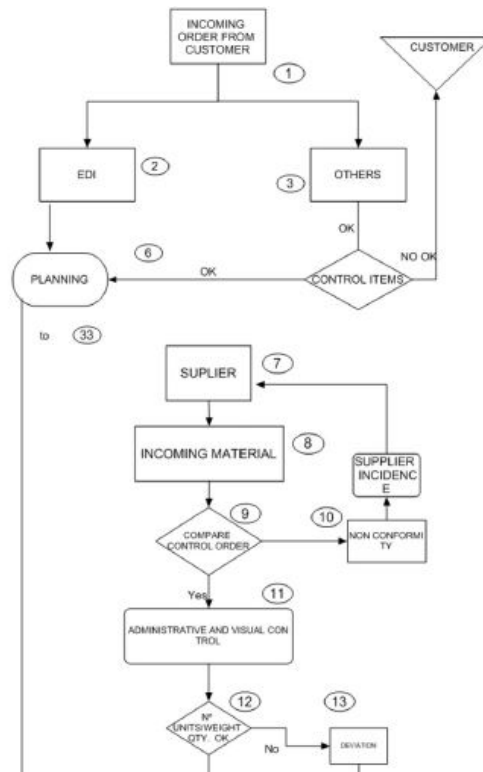 INCOMING
ORDER FROM
CUSTOMER
CUSTOMER
1
EDI
2
OTHERS
3
OK
NO OK
6
PLANNING
OK
CONTROL ITEMS
to 33
SUPLIER
7
INCOMING MATERIAL
8
SUPPLIER
INCIDENC
E
9
COMPARE
CONTROL ORDER
10
NON CONFORMI
TY
Yes
11
ADMINISTRATIVE AND VISUAL CON
TROL
12
Nº
UNITS/WEIGHT
QTY. OK
No
13
DEVIATION